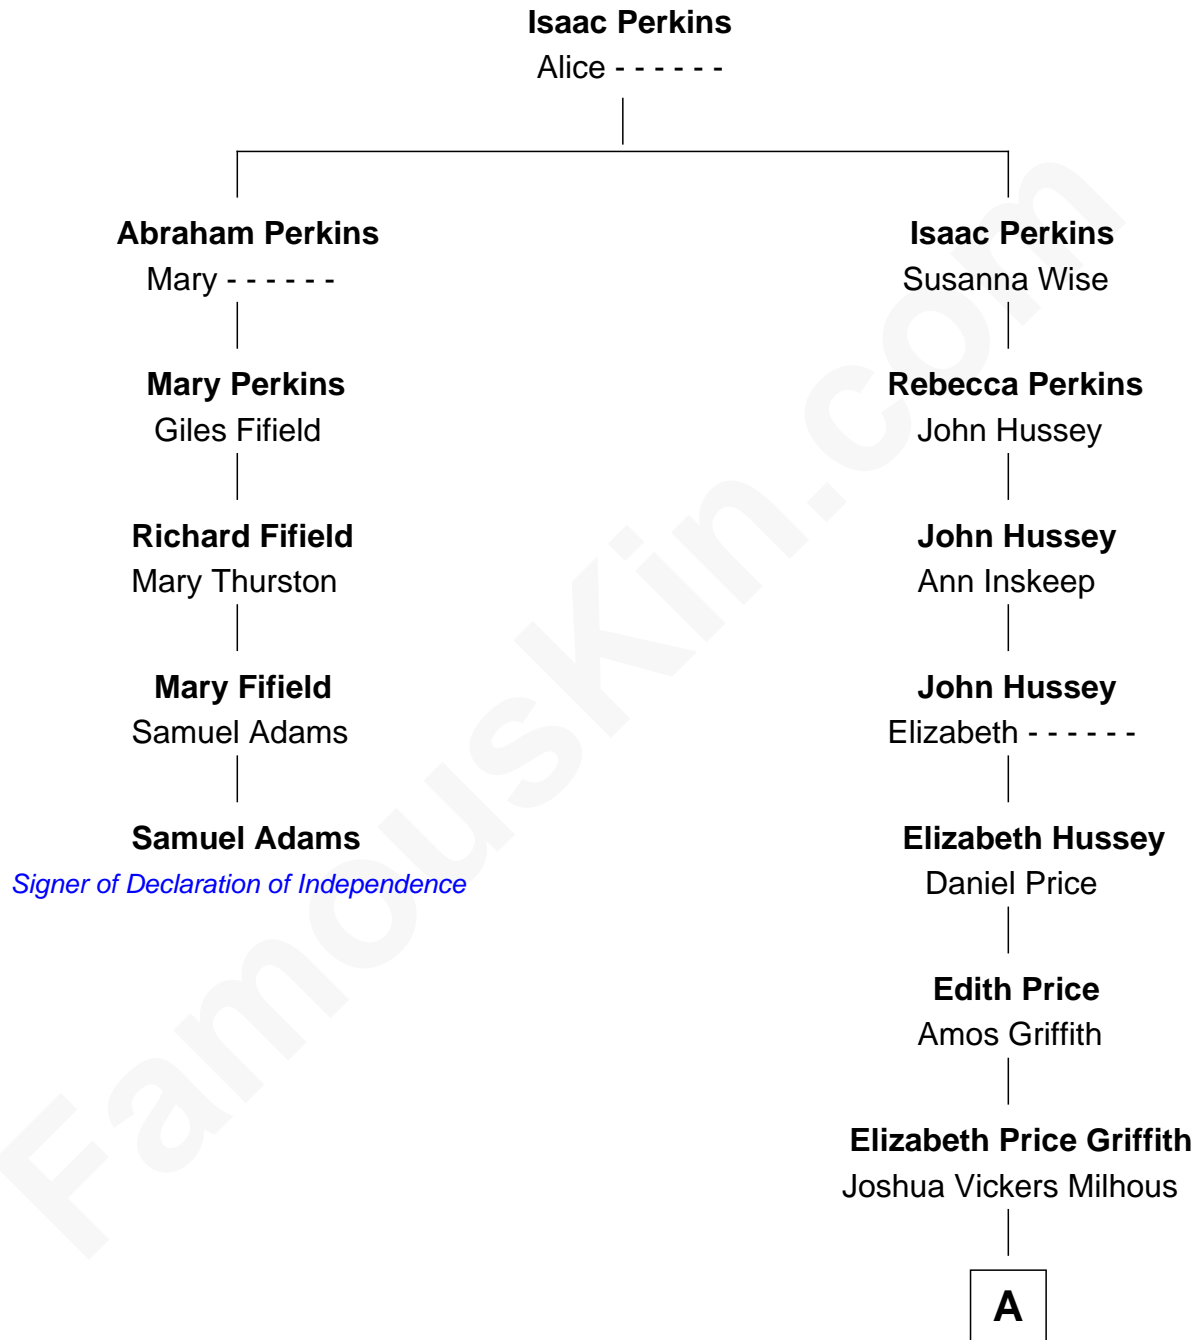 Isaac Perkins
Alice - - - - - -
Abraham Perkins
Mary - - - - - -
Mary Perkins
Giles Fifield
Richard Fifield
Mary Thurston
Mary Fifield
Samuel Adams
Samuel Adams
Signer of Declaration of Independence
Isaac Perkins
Susanna Wise
Rebecca Perkins
John Hussey
John Hussey
Ann Inskeep
John Hussey
Elizabeth - - - - - -
Elizabeth Hussey
Daniel Price
Edith Price
Amos Griffith
Elizabeth Price Griffith
Joshua Vickers Milhous
A
FamousKin.com